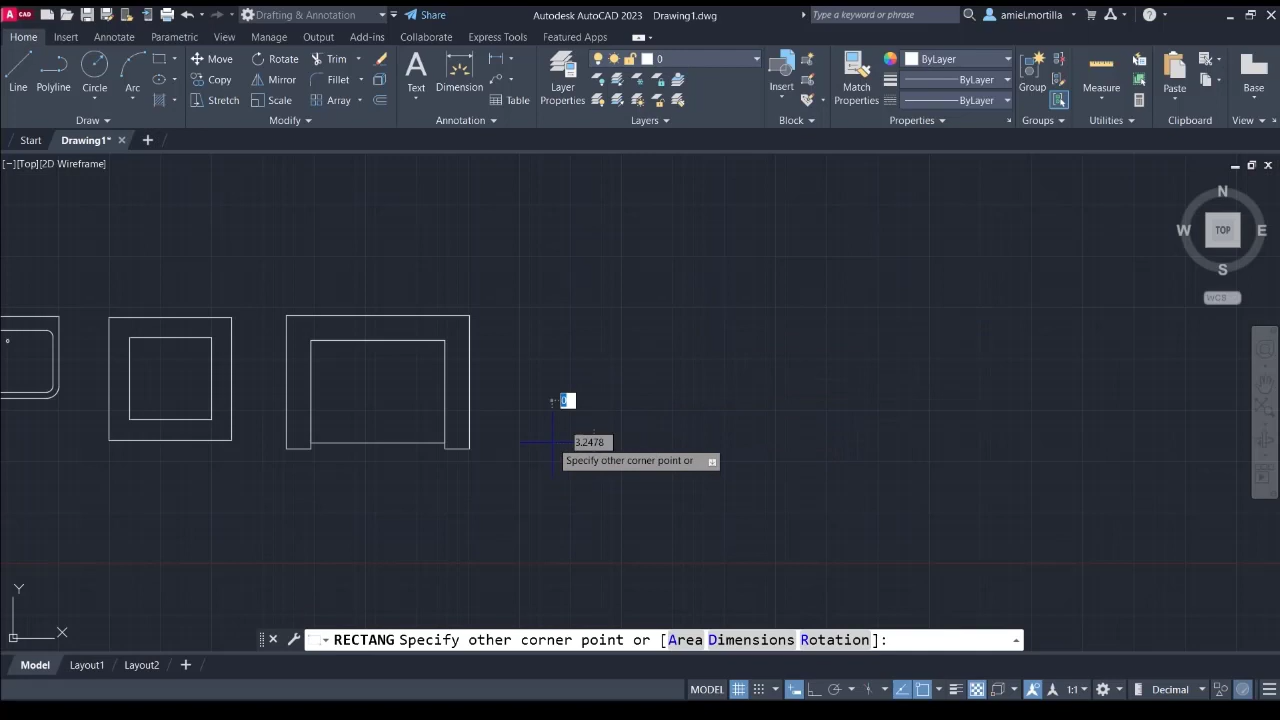 CAD
Drafting & Annotation
Share
Autodesk AutoCAD 2023 Drawing1.dwg
Type a keyword or phrase
amiel.mortilla
Home Insert Annotate Parametric View Manage Output Add-ins Collaborate Express Tools Featured Apps
Line Polyline Circle Arc
Move Rotate Trim
Copy Mirror Fillet
Stretch Scale Array
Text Dimension Table
Layer
Properties
0
Insert
Match
Properties
ByLayer
ByLayer
ByLayer
Group
Measure
Paste
Base
Draw Modify Annotation Layers Block Properties Groups Utilities Clipboard View
Start Drawing1*
[−][Top][2D Wireframe]
N
W TOP E
S
WCS
0
3.2478
Specify other corner point or
Y
X
RECTANG Specify other corner point or [Area Dimensions Rotation]:
Model Layout1 Layout2
MODEL 1:1 Decimal